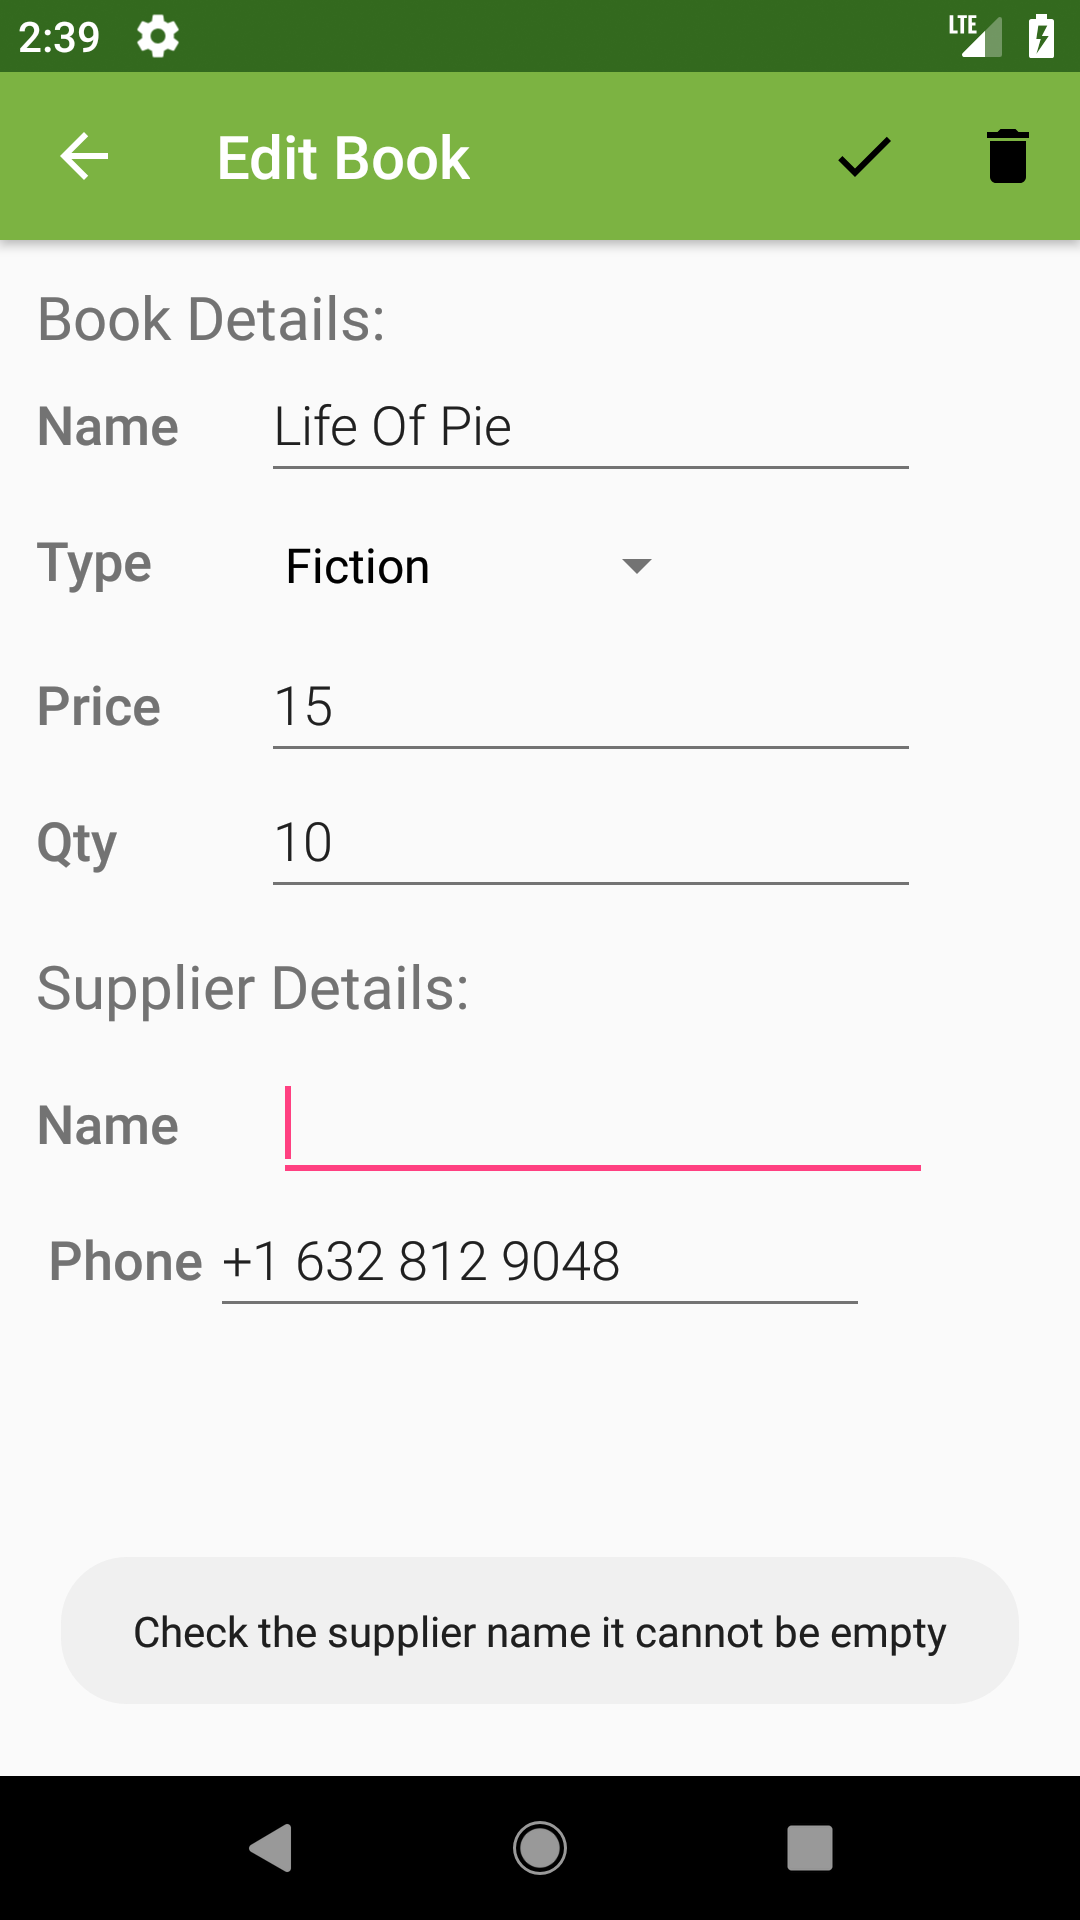 2:39
LTE
Edit Book
Book Details:
Name Life Of Pie
Type Fiction
Price 15
Qty 10
Supplier Details:
Name
Phone +1 632 812 9048
Check the supplier name it cannot be empty